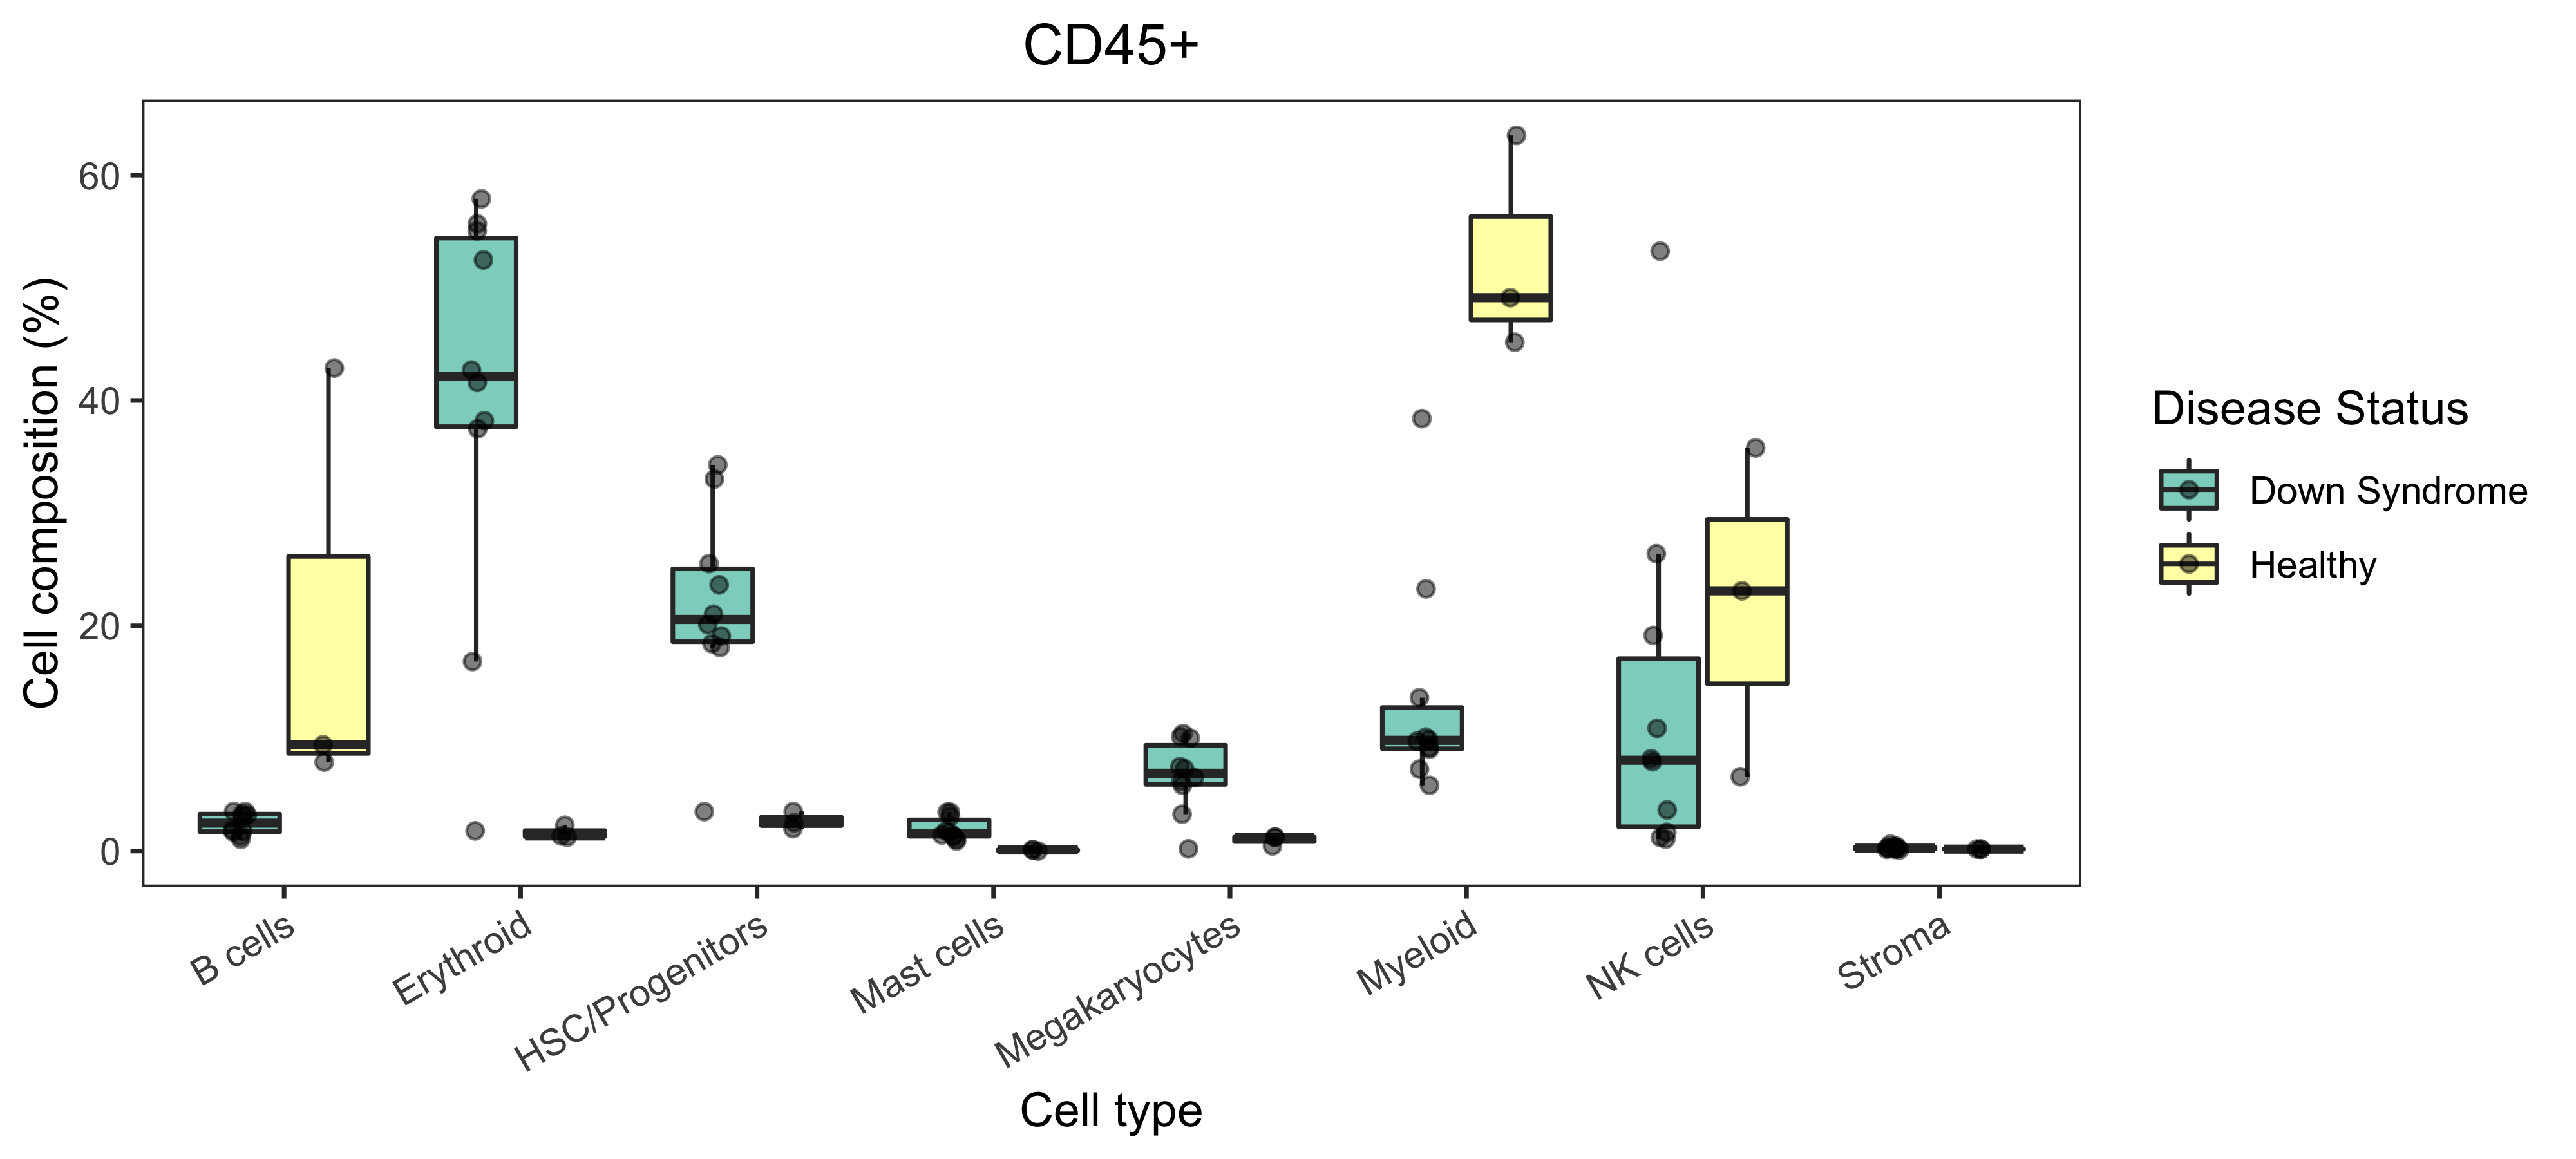 CD45+
Cell composition (%)
60
40
20
0
B cells
Erythroid
HSC/Progenitors
Mast cells
Megakaryocytes
Myeloid
NK cells
Stroma
Cell type
Disease Status
Down Syndrome
Healthy